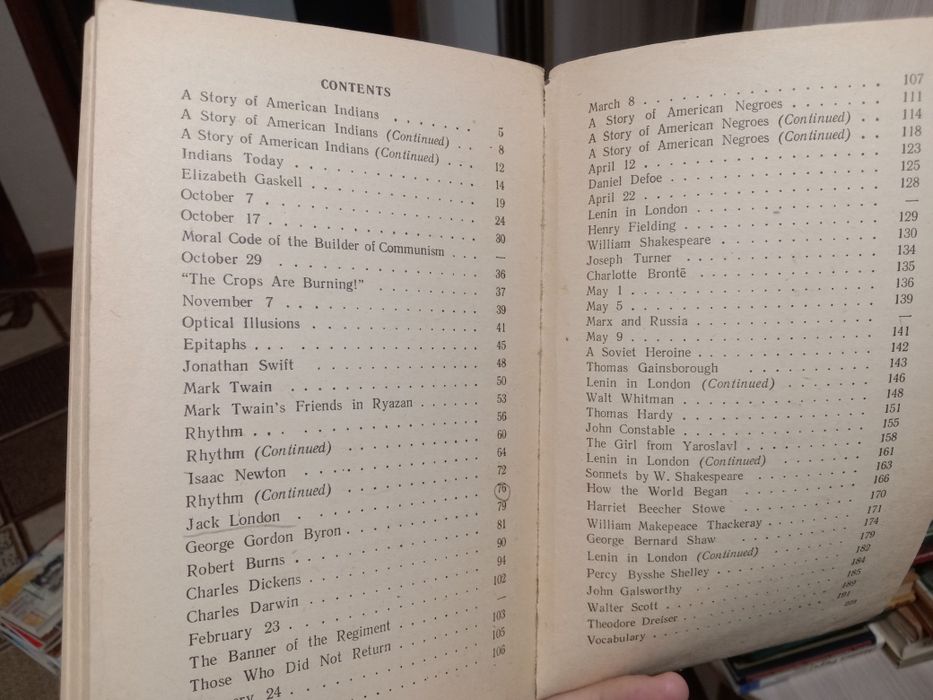 CONTENTS
A Story of American Indians . . . . . . . 5
A Story of American Indians (Continued) . . . 8
A Story of American Indians (Continued) . . . 12
Indians Today . . . . . . . . . . . . 14
Elizabeth Gaskell . . . . . . . . . . . 19
October 7 . . . . . . . . . . . . . 24
October 17 . . . . . . . . . . . . . 30
Moral Code of the Builder of Communism . . . —
October 29 . . . . . . . . . . . . . 36
“The Crops Are Burning!” . . . . . . . . 37
November 7 . . . . . . . . . . . . . 39
Optical Illusions . . . . . . . . . . . 41
Epitaphs . . . . . . . . . . . . . . 45
Jonathan Swift . . . . . . . . . . . . 48
Mark Twain . . . . . . . . . . . . . 50
Mark Twain's Friends in Ryazan . . . . . . 53
Rhythm . . . . . . . . . . . . . . 56
Rhythm (Continued) . . . . . . . . . . 60
Isaac Newton . . . . . . . . . . . . 64
Rhythm (Continued) . . . . . . . . . . 72
Jack London . . . . . . . . . . . . . 76
George Gordon Byron . . . . . . . . . . 79
Robert Burns . . . . . . . . . . . . 81
Charles Dickens . . . . . . . . . . . . 90
Charles Darwin . . . . . . . . . . . . 94
February 23 . . . . . . . . . . . . . 102
The Banner of the Regiment . . . . . . . —
Those Who Did Not Return . . . . . . . . 103
24 . . . . . . . . . . . . . 105
106
March 8 . . . . . . . . . . . . . . 107
A Story of American Negroes . . . . . . . 111
A Story of American Negroes (Continued) . . 114
A Story of American Negroes (Continued) . . 118
April 12 . . . . . . . . . . . . . . 123
Daniel Defoe . . . . . . . . . . . . 125
April 22 . . . . . . . . . . . . . . 128
Lenin in London . . . . . . . . . . . —
Henry Fielding . . . . . . . . . . . . 129
William Shakespeare . . . . . . . . . . 130
Joseph Turner . . . . . . . . . . . . 134
Charlotte Brontë . . . . . . . . . . . 135
May 1 . . . . . . . . . . . . . . . 136
May 5 . . . . . . . . . . . . . . . 139
Marx and Russia . . . . . . . . . . . —
May 9 . . . . . . . . . . . . . . . 141
A Soviet Heroine . . . . . . . . . . . 142
Thomas Gainsborough . . . . . . . . . . 143
Lenin in London (Continued) . . . . . . . 146
Walt Whitman . . . . . . . . . . . . 148
Thomas Hardy . . . . . . . . . . . . 151
John Constable . . . . . . . . . . . . 155
The Girl from Yaroslavl . . . . . . . . . 158
Lenin in London (Continued) . . . . . . . 161
Sonnets by W. Shakespeare . . . . . . . . 163
How the World Began . . . . . . . . . . 166
Harriet Beecher Stowe . . . . . . . . . 170
William Makepeace Thackeray . . . . . . . 171
George Bernard Shaw . . . . . . . . . . 174
Lenin in London (Continued) . . . . . . . 179
Percy Bysshe Shelley . . . . . . . . . . 182
John Galsworthy . . . . . . . . . . . 184
Walter Scott . . . . . . . . . . . . 185
Theodore Dreiser . . . . . . . . . . . 189
Vocabulary . . . . . . . . . . . . . 191